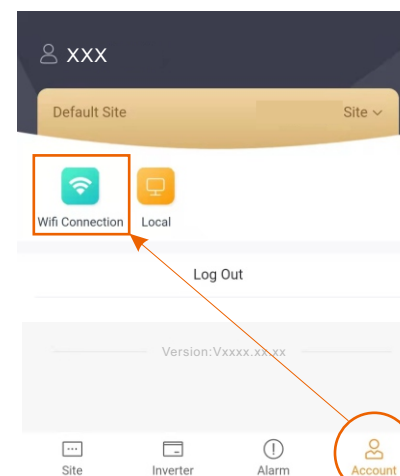 XXX
Default Site Site
Wifi Connection Local
Log Out
Version:Vxxxx.xx.xx
Site Inverter Alarm Account